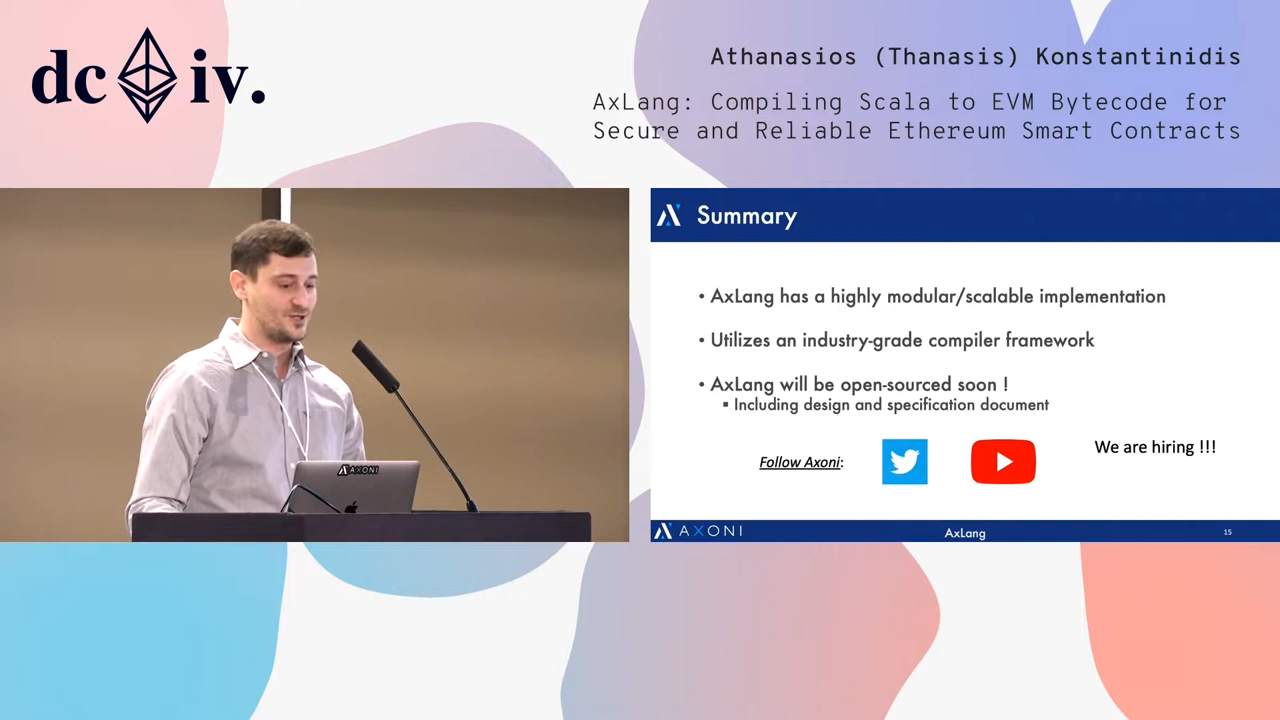 dc iv.
Athanasios (Thanasis) Konstantinidis
AxLang: Compiling Scala to EVM Bytecode for
Secure and Reliable Ethereum Smart Contracts
Summary
• AxLang has a highly modular/scalable implementation
• Utilizes an industry-grade compiler framework
• AxLang will be open-sourced soon !
▪ Including design and specification document
Follow Axoni:
We are hiring !!!
AXONI
AXONI
AxLang
15